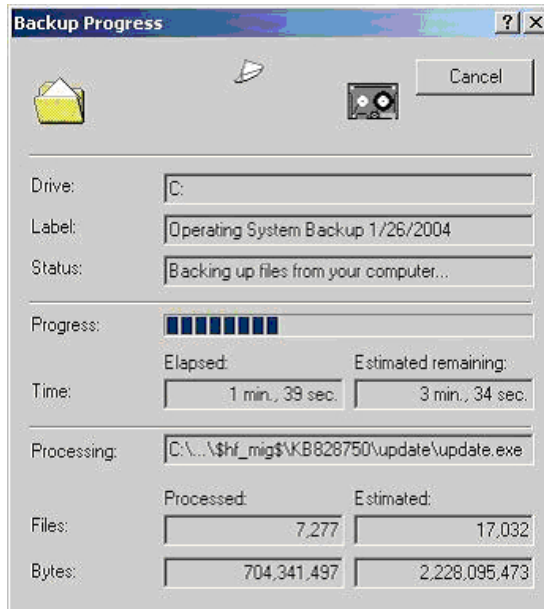 Backup Progress
Cancel
Drive: C:
Label: Operating System Backup 1/26/2004
Status: Backing up files from your computer...
Progress:
Elapsed: Estimated remaining:
Time: 1 min., 39 sec. 3 min., 34 sec.
Processing: C:\...\$hf_mig$\KB828750\update\update.exe
Processed: Estimated:
Files: 7,277 17,032
Bytes: 704,341,497 2,228,095,473